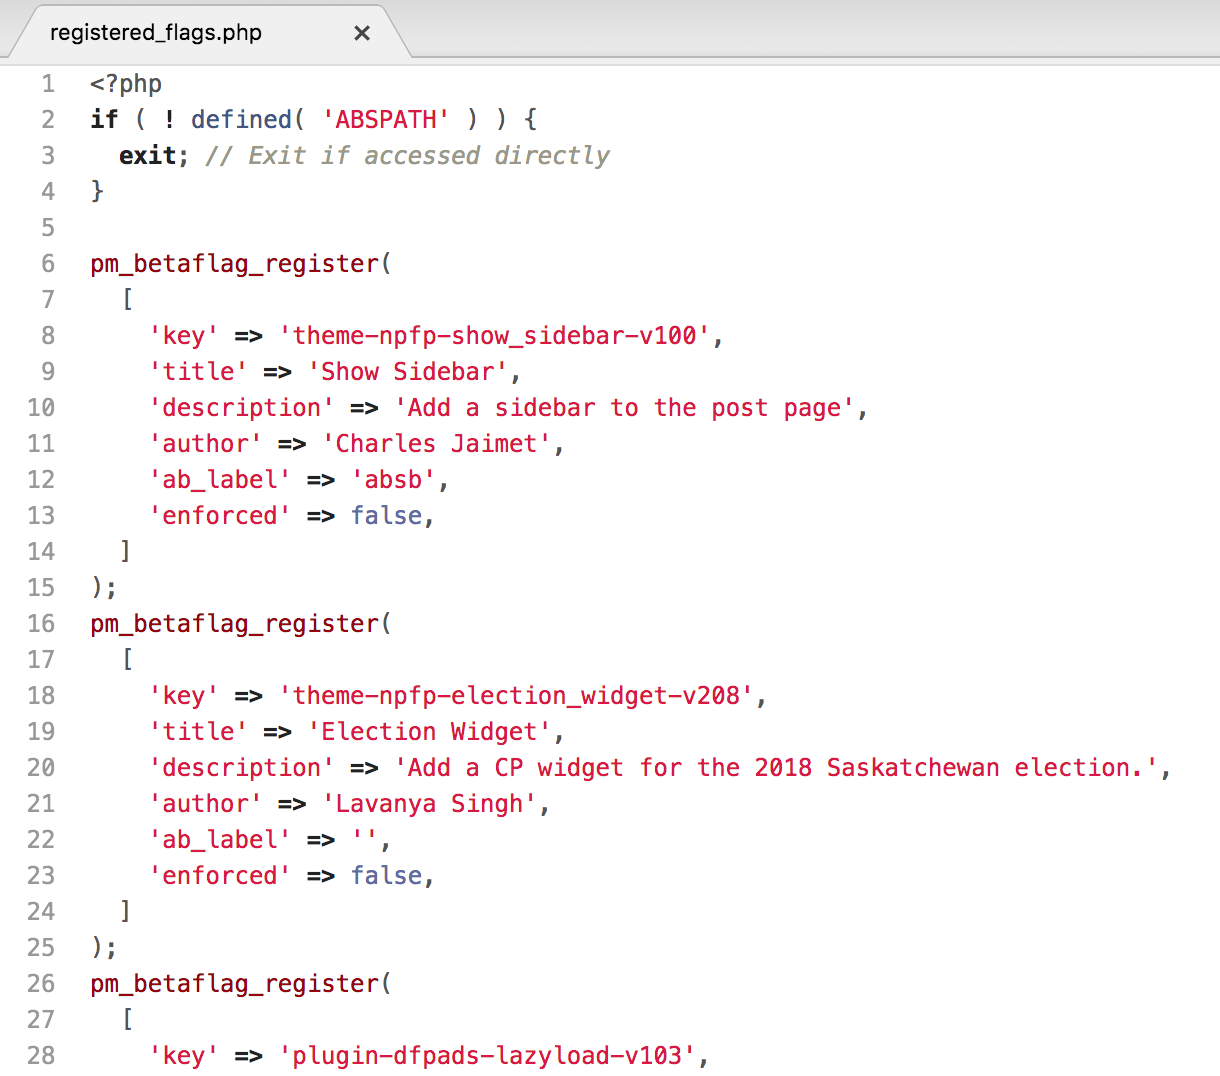 registered_flags.php ×
1 <?php
2 if ( ! defined( 'ABSPATH' ) ) {
3   exit; // Exit if accessed directly
4 }
5
6 pm_betaflag_register(
7   [
8     'key' => 'theme-npfp-show_sidebar-v100',
9     'title' => 'Show Sidebar',
10     'description' => 'Add a sidebar to the post page',
11     'author' => 'Charles Jaimet',
12     'ab_label' => 'absb',
13     'enforced' => false,
14   ]
15 );
16 pm_betaflag_register(
17   [
18     'key' => 'theme-npfp-election_widget-v208',
19     'title' => 'Election Widget',
20     'description' => 'Add a CP widget for the 2018 Saskatchewan election.',
21     'author' => 'Lavanya Singh',
22     'ab_label' => '',
23     'enforced' => false,
24   ]
25 );
26 pm_betaflag_register(
27   [
28     'key' => 'plugin-dfpads-lazyload-v103',